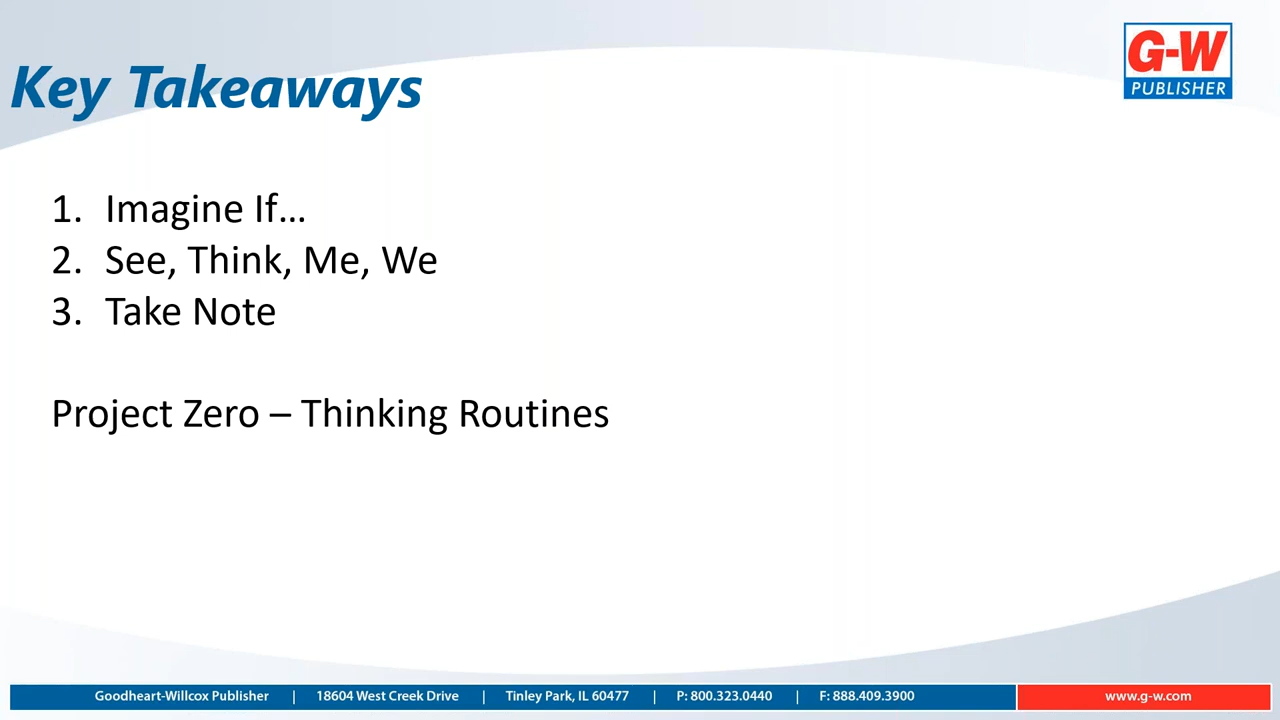 G-W
PUBLISHER
Key Takeaways
1. Imagine If…
2. See, Think, Me, We
3. Take Note
Project Zero – Thinking Routines
Goodheart-Willcox Publisher | 18604 West Creek Drive | Tinley Park, IL 60477 | P: 800.323.0440 | F: 888.409.3900 www.g-w.com